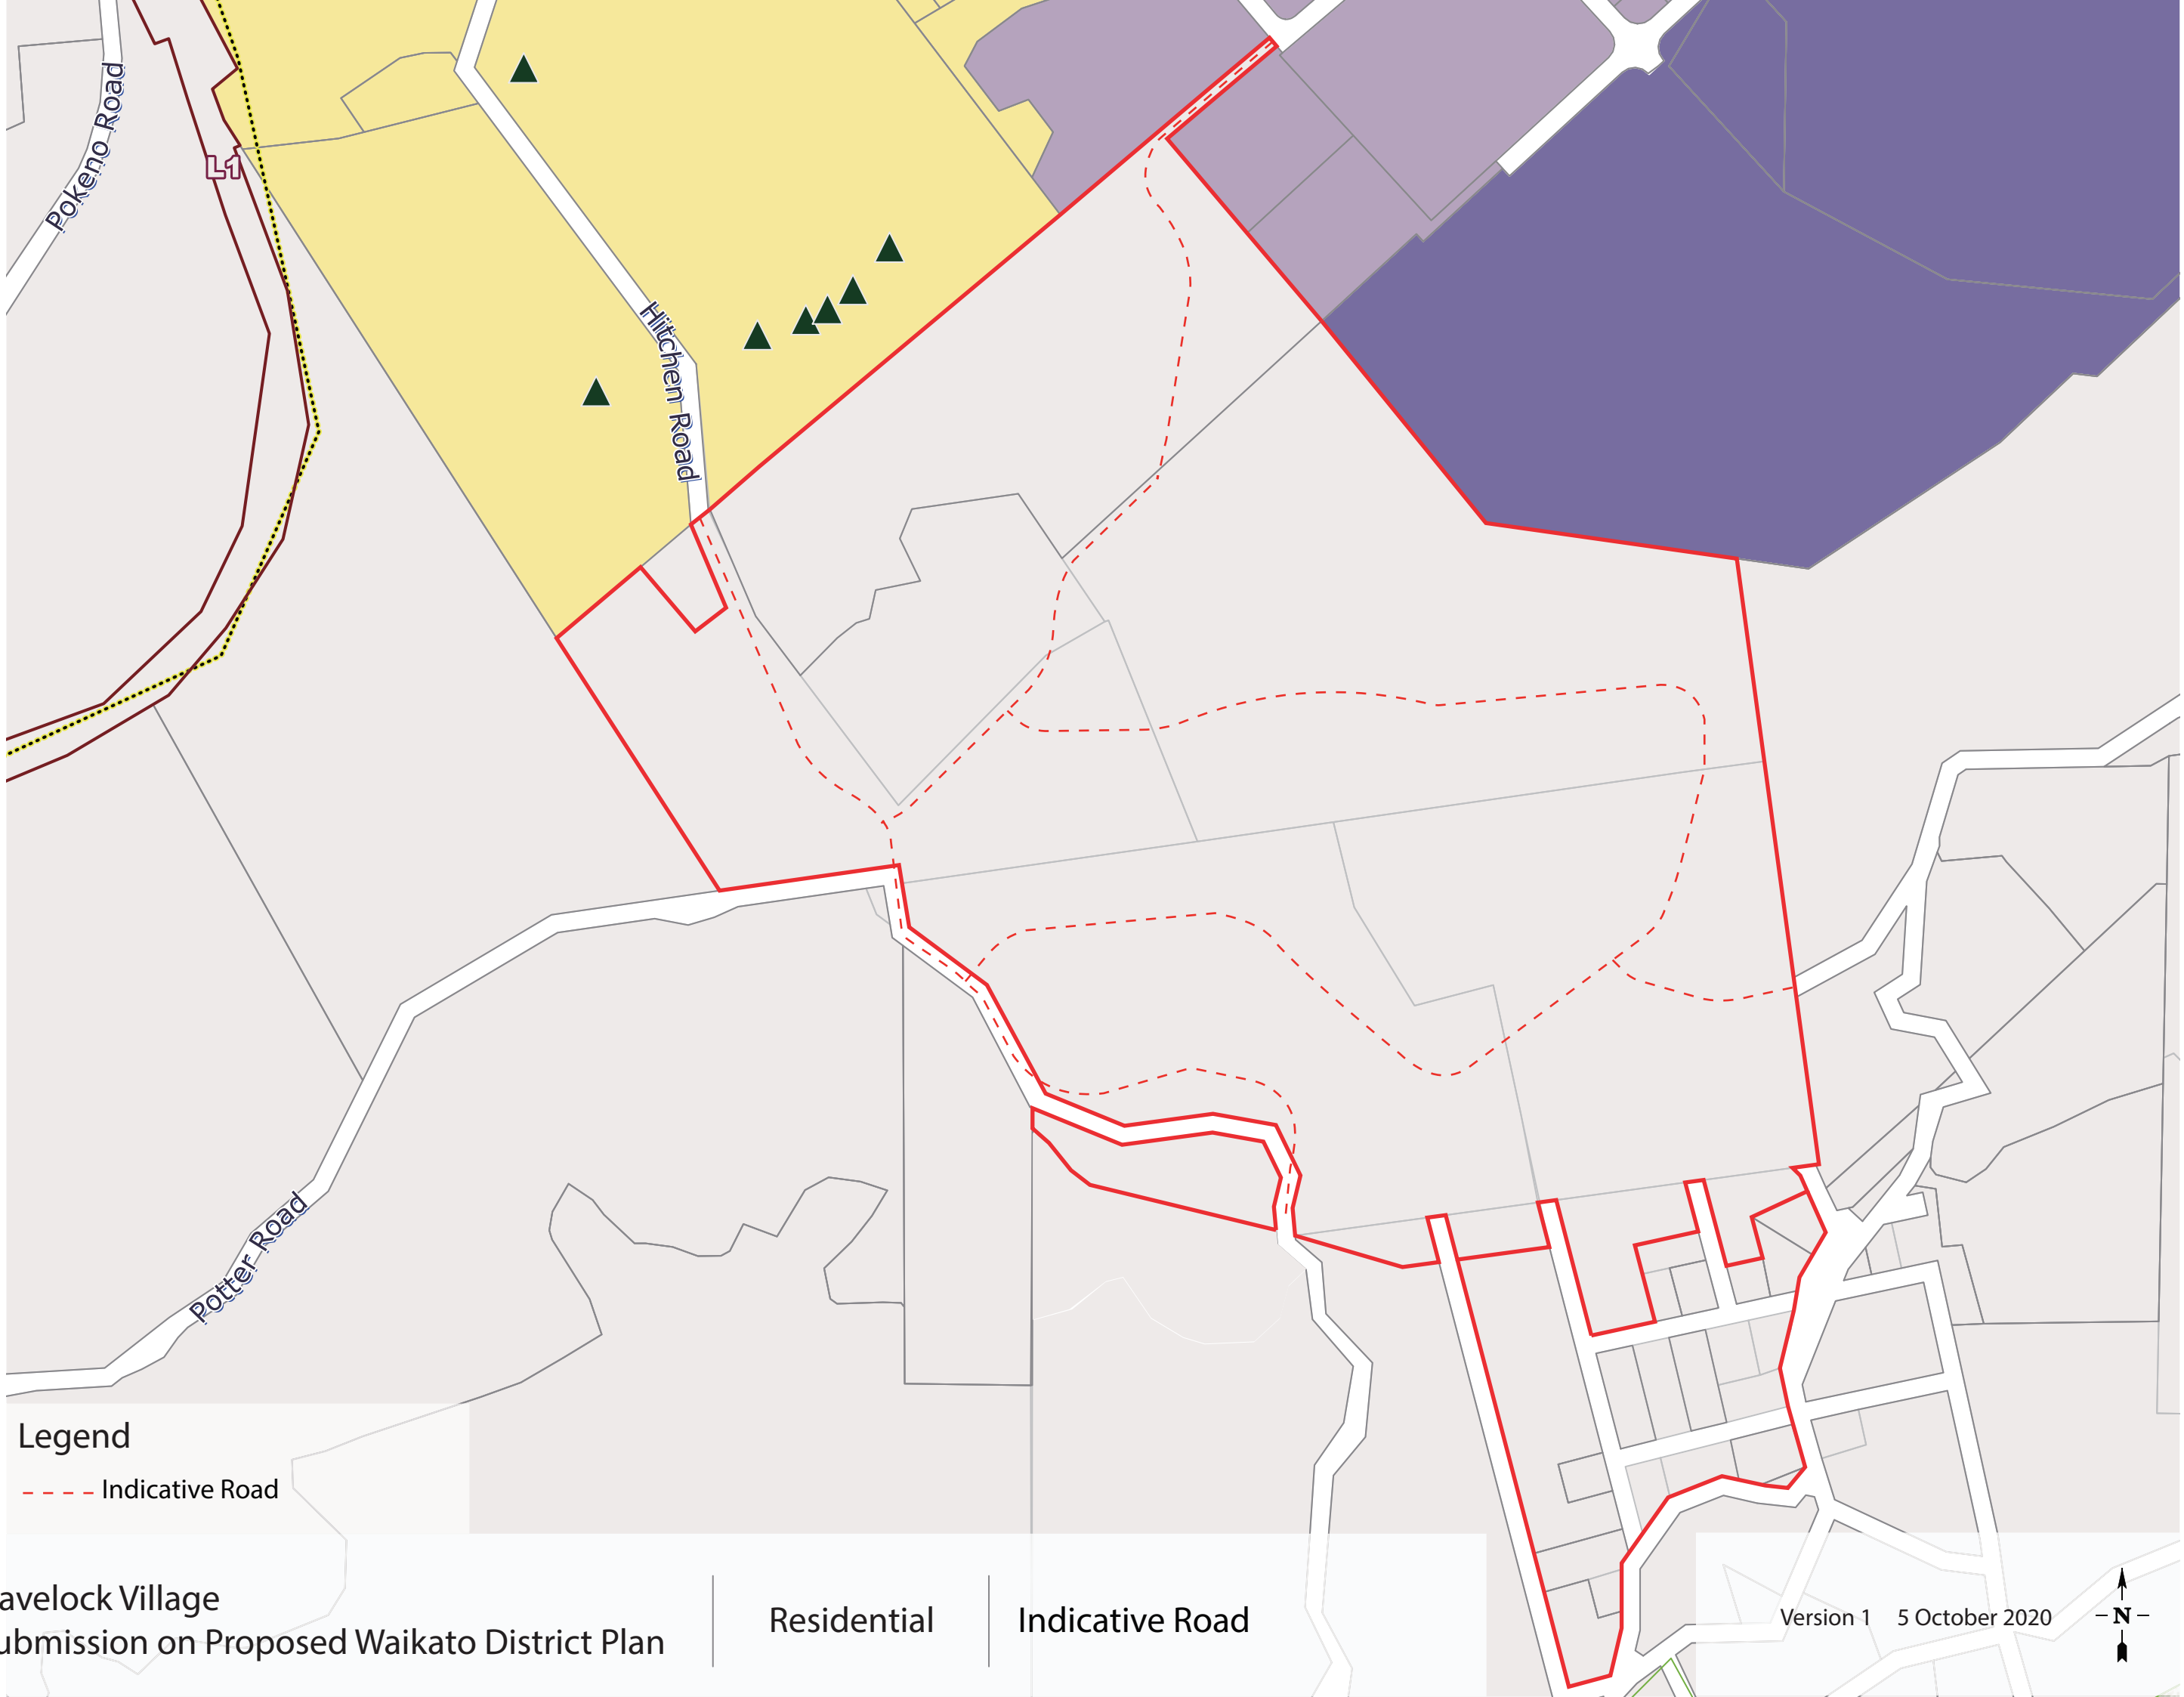 Pokeno Road
L1
Hitchen Road
Potter Road
Legend
Indicative Road
avelock Village
ubmission on Proposed Waikato District Plan
Residential
Indicative Road
Version 1 5 October 2020
N